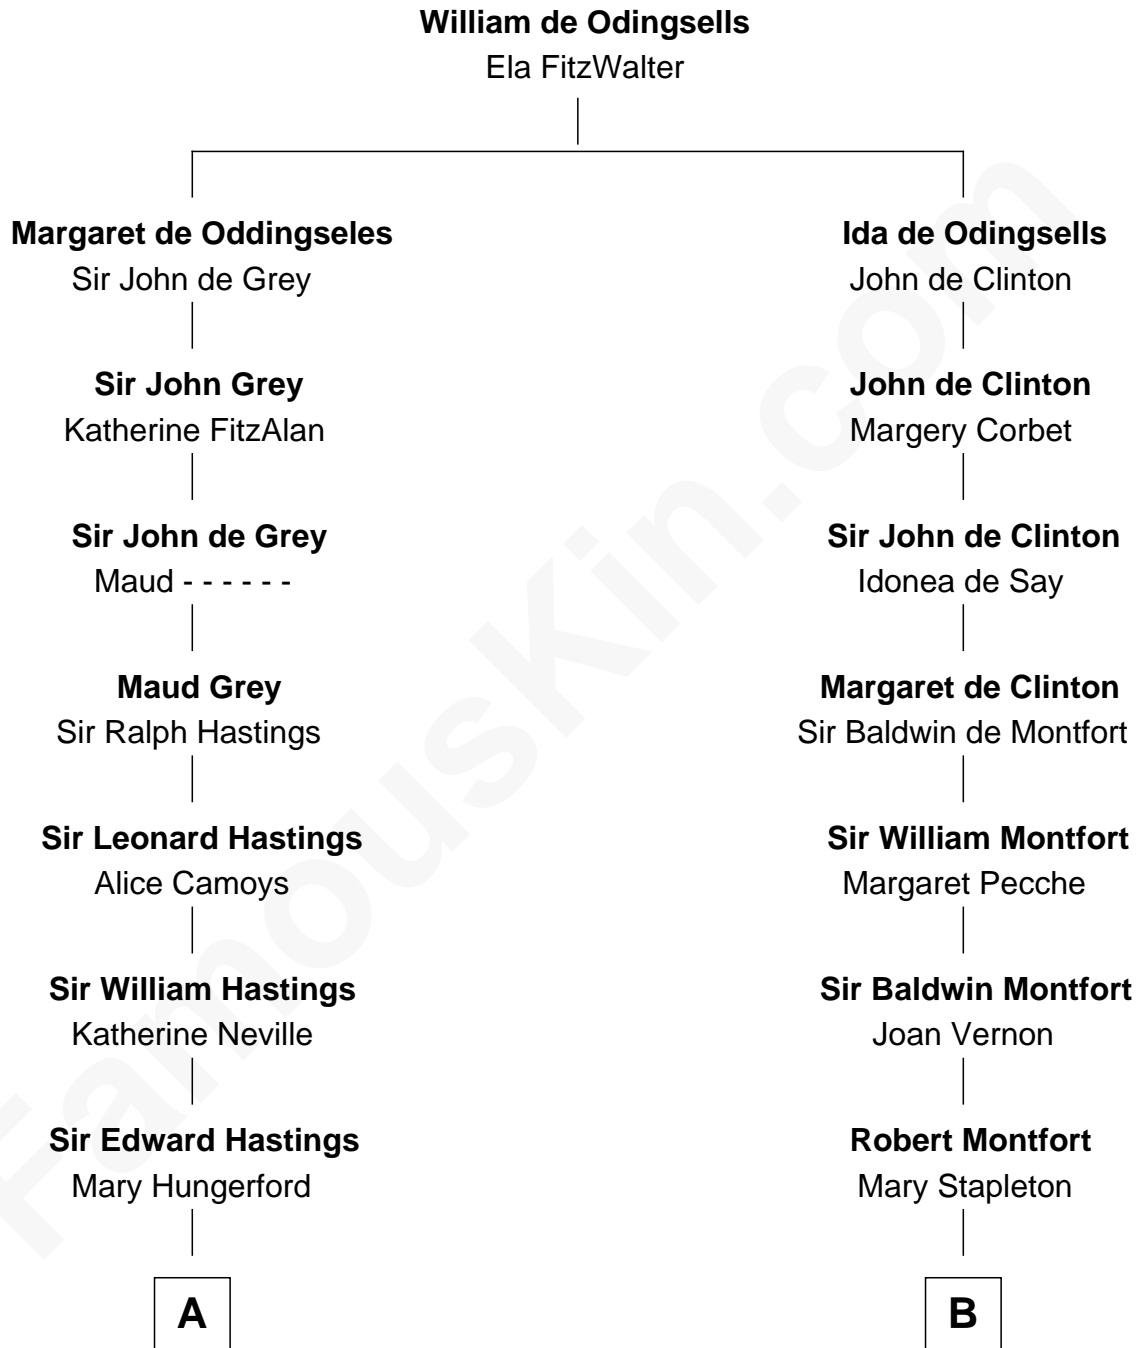 William de Odingsells
Ela FitzWalter
Margaret de Oddingseles
Sir John de Grey
Ida de Odingsells
John de Clinton
Sir John Grey
Katherine FitzAlan
John de Clinton
Margery Corbet
Sir John de Grey
Maud - - - - - -
Sir John de Clinton
Idonea de Say
Maud Grey
Sir Ralph Hastings
Margaret de Clinton
Sir Baldwin de Montfort
Sir Leonard Hastings
Alice Camoys
Sir William Montfort
Margaret Pecche
Sir William Hastings
Katherine Neville
Sir Baldwin Montfort
Joan Vernon
Sir Edward Hastings
Mary Hungerford
Robert Montfort
Mary Stapleton
A
B
FamousKin.com